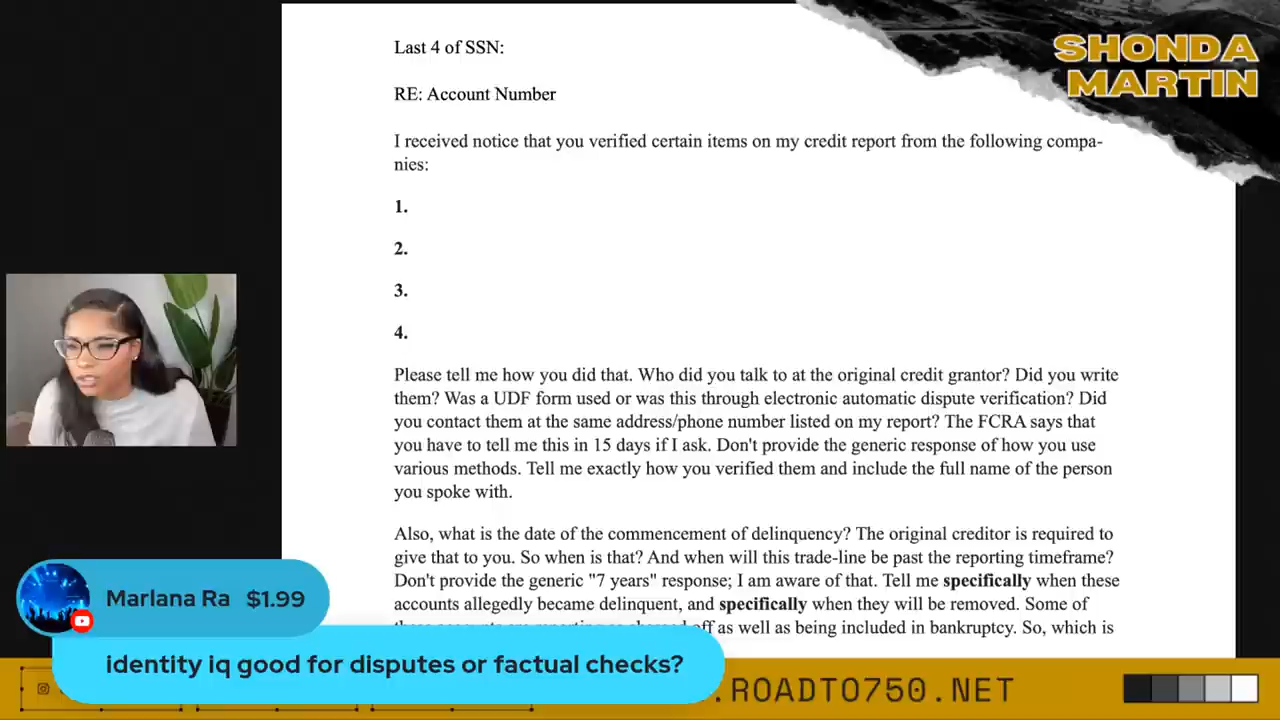 SHONDA
MARTIN
Last 4 of SSN:
RE: Account Number
I received notice that you verified certain items on my credit report from the following compa-
nies:
1.
2.
3.
4.
Please tell me how you did that. Who did you talk to at the original credit grantor? Did you write
them? Was a UDF form used or was this through electronic automatic dispute verification? Did
you contact them at the same address/phone number listed on my report? The FCRA says that
you have to tell me this in 15 days if I ask. Don't provide the generic response of how you use
various methods. Tell me exactly how you verified them and include the full name of the person
you spoke with.
Also, what is the date of the commencement of delinquency? The original creditor is required to
give that to you. So when is that? And when will this trade-line be past the reporting timeframe?
Don't provide the generic "7 years" response; I am aware of that. Tell me specifically when these
accounts allegedly became delinquent, and specifically when they will be removed. Some of
off as well as being included in bankruptcy. So, which is
Marlana Ra $1.99
identity iq good for disputes or factual checks?
.ROADTO750.NET